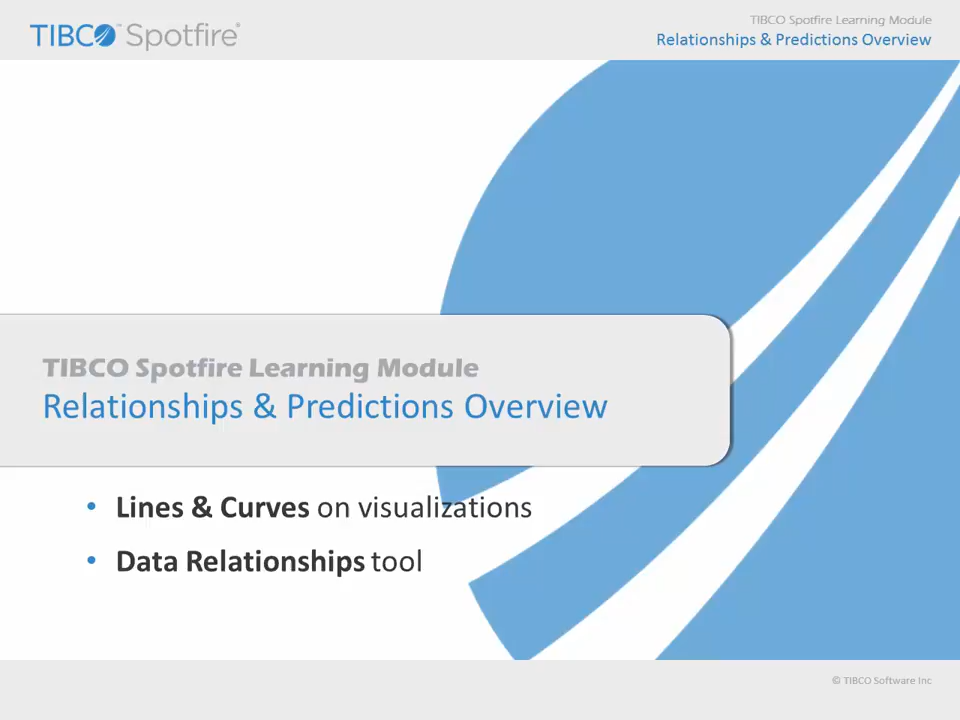 TIBCO™ Spotfire®
TIBCO Spotfire Learning Module
Relationships & Predictions Overview
TIBCO Spotfire Learning Module
Relationships & Predictions Overview
• Lines & Curves on visualizations
• Data Relationships tool
© TIBCO Software Inc